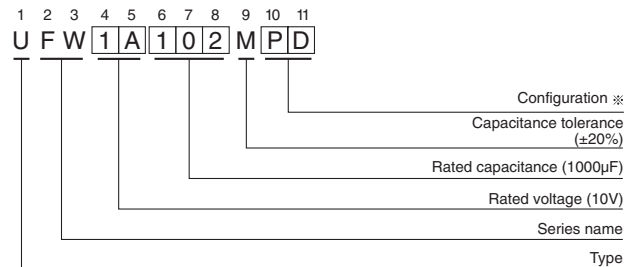 1 2 3 4 5 6 7 8 9 10 11
U F W 1 A 1 0 2 M P D
Configuration ※
Capacitance tolerance
(±20%)
Rated capacitance (1000µF)
Rated voltage (10V)
Series name
Type